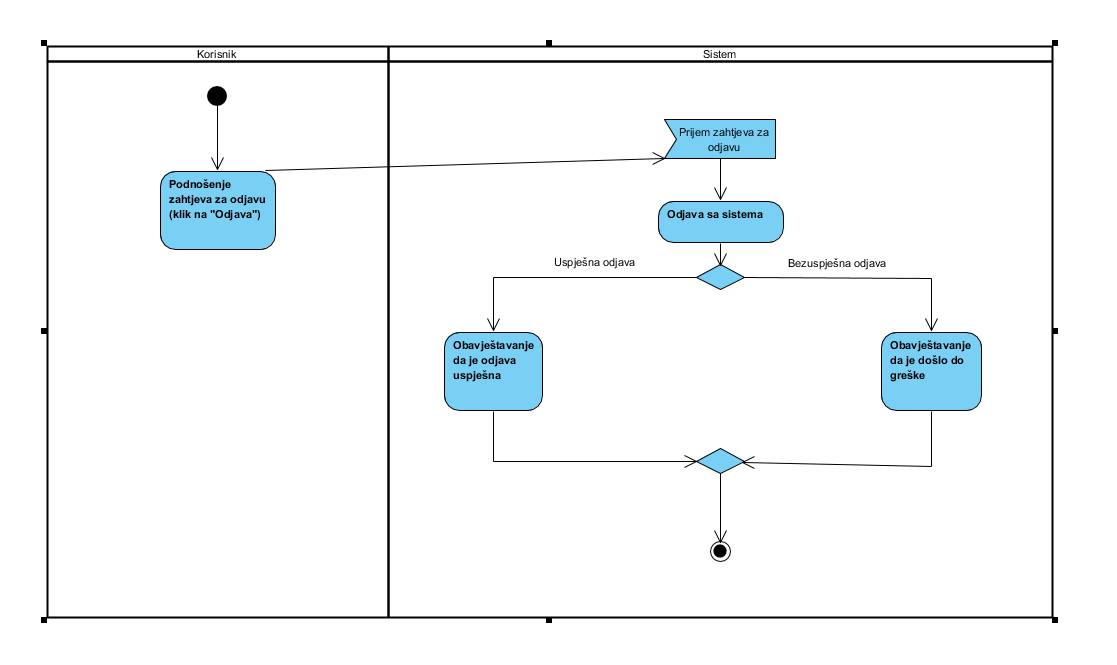 Korisnik
Sistem
Prijem zahtjeva za
odjavu
Podnošenje
zahtjeva za odjavu
(klik na "Odjava")
Odjava sa sistema
Uspješna odjava
Bezuspješna odjava
Obavještavanje
da je odjava
uspješna
Obavještavanje
da je došlo do
greške